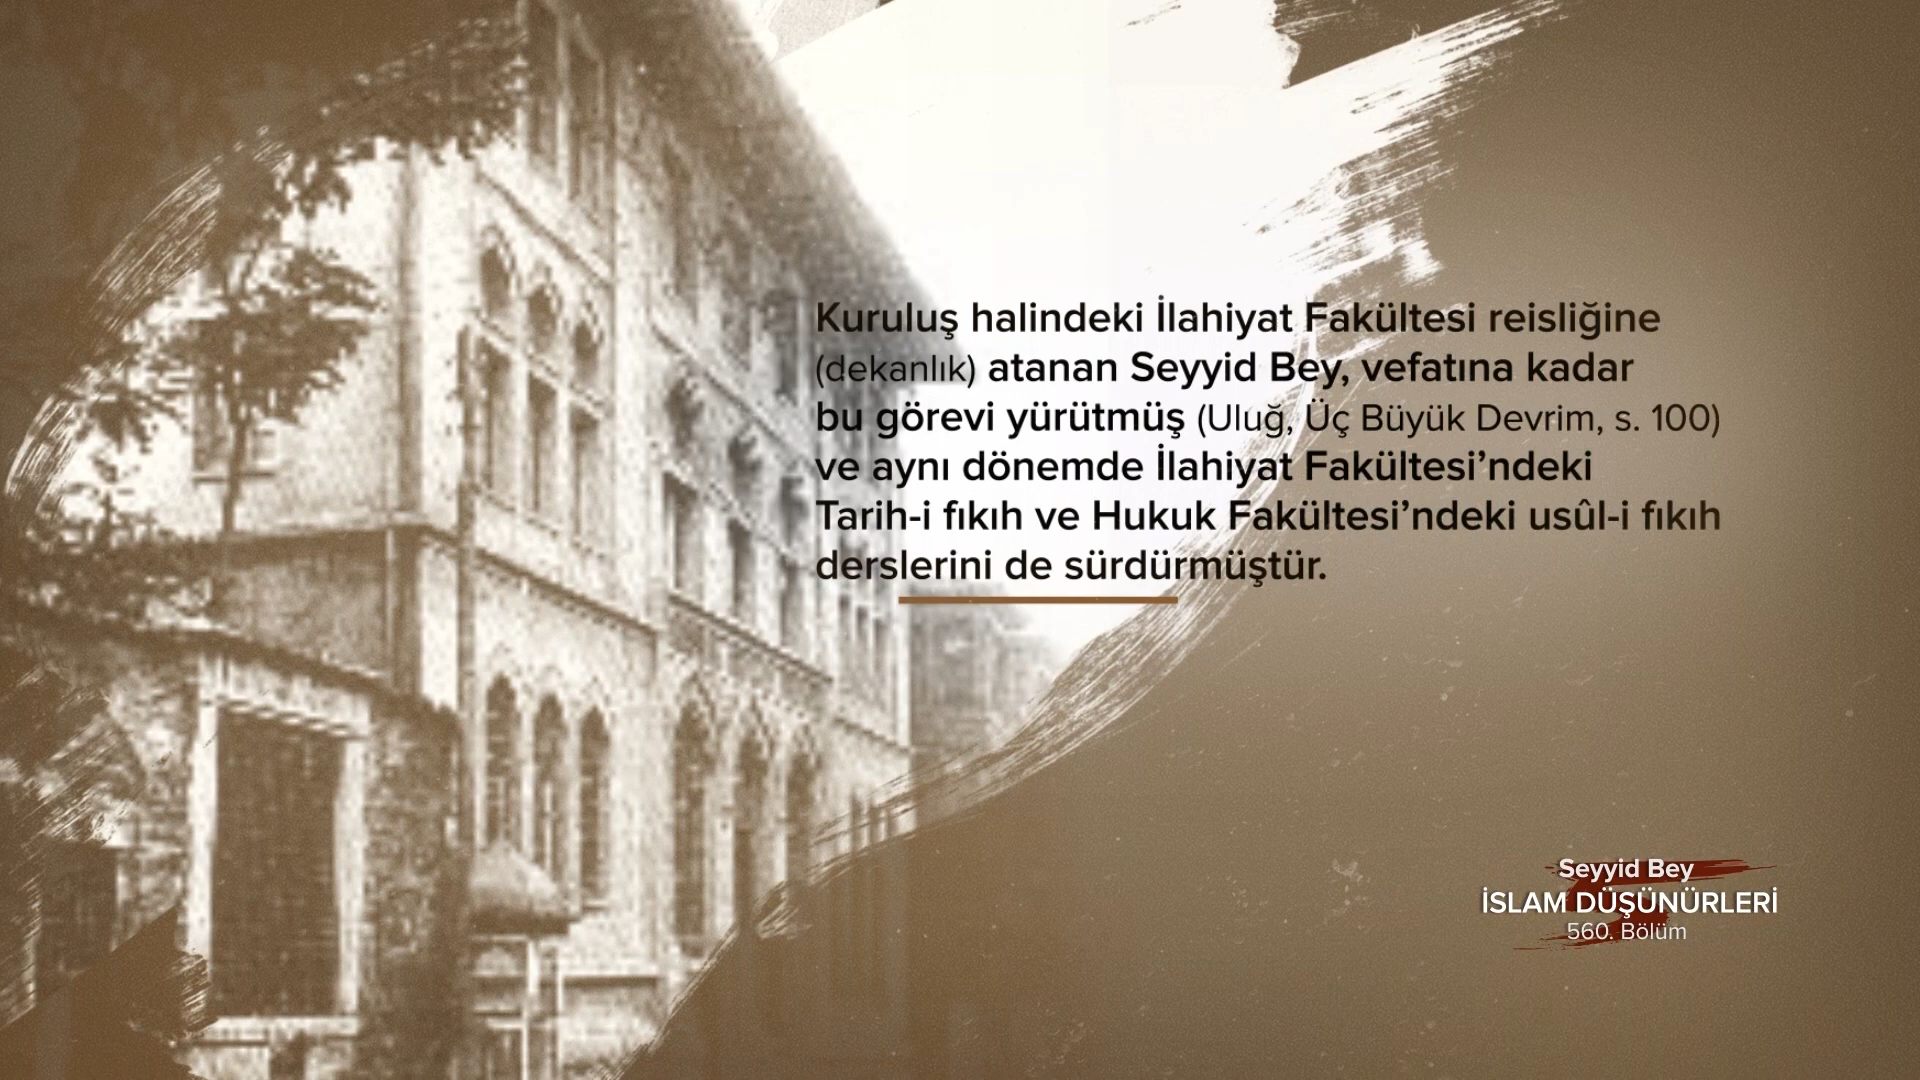 Kuruluş halindeki İlahiyat Fakültesi reisliğine
(dekanlık) atanan Seyyid Bey, vefatına kadar
bu görevi yürütmüş (Uluğ, Üç Büyük Devrim, s. 100)
ve aynı dönemde İlahiyat Fakültesi’ndeki
Tarih-i fıkıh ve Hukuk Fakültesi’ndeki usûl-i fıkıh
derslerini de sürdürmüştür.
Seyyid Bey
İSLAM DÜŞÜNÜRLERİ
560. Bölüm